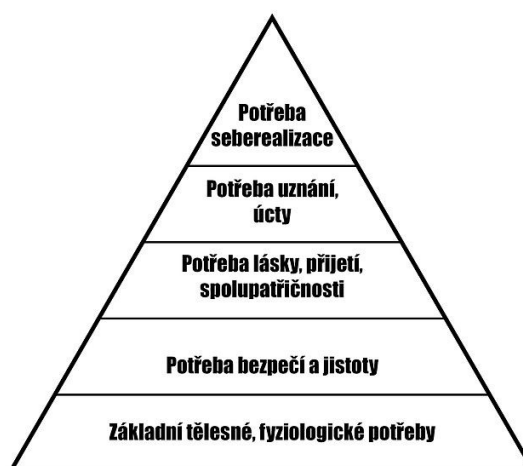 Potřeba
seberealizace
Potřeba uznání,
úcty
Potřeba lásky, přijetí,
spolupatřičnosti
Potřeba bezpečí a jistoty
Základní tělesné, fyziologické potřeby